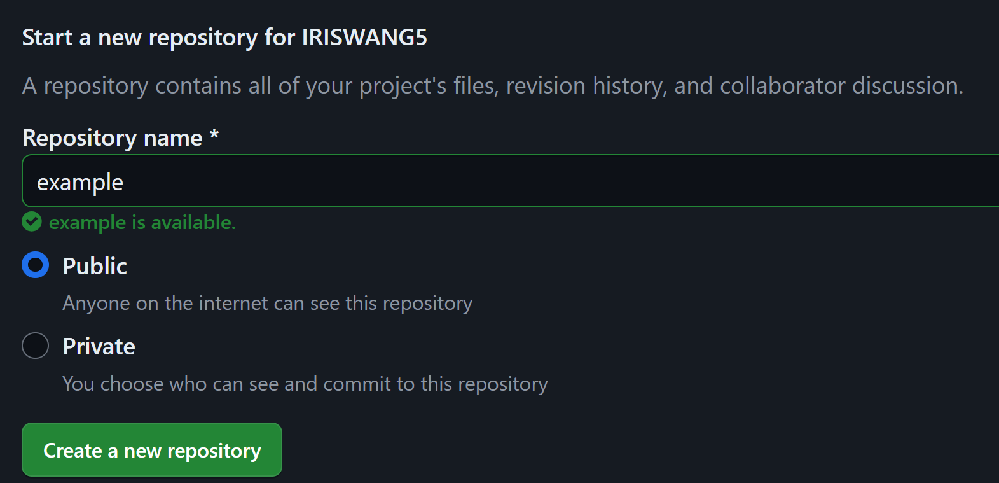 Start a new repository for IRISWANG5
A repository contains all of your project's files, revision history, and collaborator discussion.
Repository name *
example
example is available.
Public
Anyone on the internet can see this repository
Private
You choose who can see and commit to this repository
Create a new repository